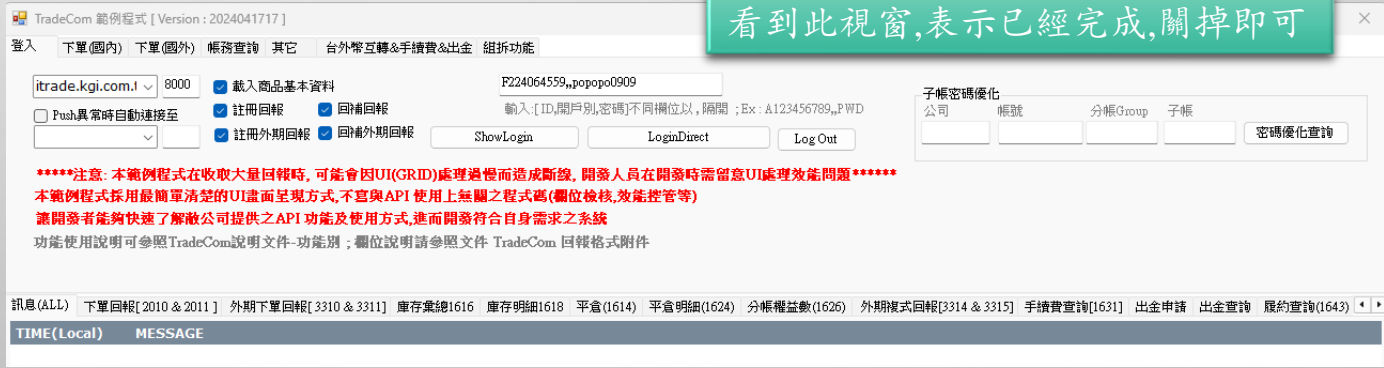 TradeCom 範例程式 [ Version : 2024041717 ]
看到此視窗,表示已經完成,關掉即可
登入 下單(國內) 下單(國外) 帳務查詢 其它 台外幣互轉&手續費&出金 組拆功能
itrade.kgi.com.t 8000 載入商品基本資料 F224064559,,popopo0909
Push異常時自動連接至 註冊回報 回補回報 輸入:[ ID,開戶別,密碼]不同欄位以 , 隔開 ; Ex : A123456789,,PWD
註冊外期回報 回補外期回報 ShowLogin LoginDirect Log Out
子帳密碼優化
公司 帳號 分帳Group 子帳
密碼優化查詢
*****注意: 本範例程式在收取大量回報時, 可能會因UI(GRID)處理過慢而造成斷線, 開發人員在開發時需留意UI處理效能問題******
本範例程式採用最簡單清楚的UI畫面呈現方式,不寫與API 使用上無關之程式碼(欄位檢核,效能控管等)
讓開發者能夠快速了解敝公司提供之API 功能及使用方式,進而開發符合自身需求之系統
功能使用說明可參照TradeCom說明文件-功能別 ; 欄位說明請參照文件 TradeCom 回報格式附件
訊息(ALL) 下單回報[ 2010 & 2011 ] 外期下單回報[ 3310 & 3311] 庫存彙總1616 庫存明細1618 平倉(1614) 平倉明細(1624) 分帳權益數(1626) 外期複式回報[3314 & 3315] 手續費查詢[1631] 出金申請 出金查詢 履約查詢(1643)
TIME(Local) MESSAGE